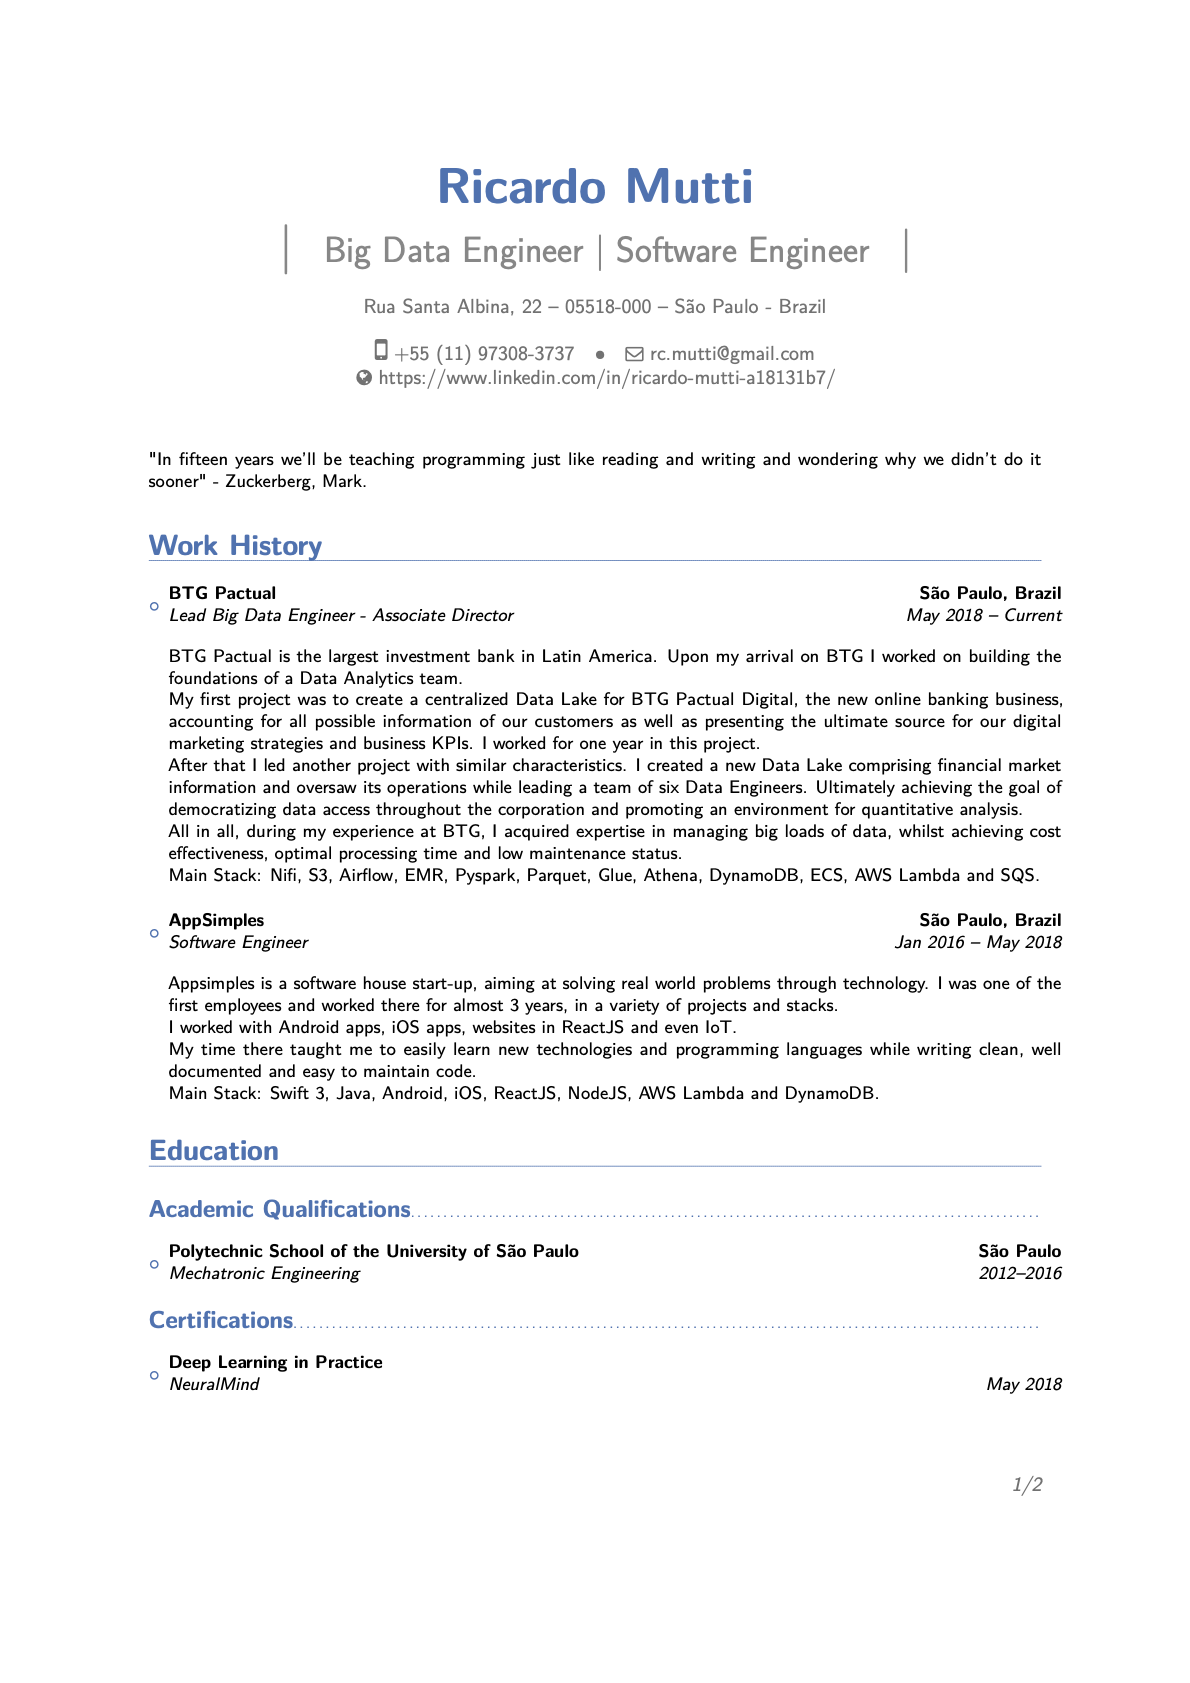 Ricardo Mutti
Big Data Engineer | Software Engineer |
Rua Santa Albina, 22 – 05518-000 – São Paulo - Brazil
+55 (11) 97308-3737 • rc.mutti@gmail.com
https://www.linkedin.com/in/ricardo-mutti-a18131b7/
"In fifteen years we'll be teaching programming just like reading and writing and wondering why we didn't do it
sooner" - Zuckerberg, Mark.
Work History
BTG Pactual São Paulo, Brazil
Lead Big Data Engineer - Associate Director May 2018 – Current
BTG Pactual is the largest investment bank in Latin America. Upon my arrival on BTG I worked on building the
foundations of a Data Analytics team.
My first project was to create a centralized Data Lake for BTG Pactual Digital, the new online banking business,
accounting for all possible information of our customers as well as presenting the ultimate source for our digital
marketing strategies and business KPIs. I worked for one year in this project.
After that I led another project with similar characteristics. I created a new Data Lake comprising financial market
information and oversaw its operations while leading a team of six Data Engineers. Ultimately achieving the goal of
democratizing data access throughout the corporation and promoting an environment for quantitative analysis.
All in all, during my experience at BTG, I acquired expertise in managing big loads of data, whilst achieving cost
effectiveness, optimal processing time and low maintenance status.
Main Stack: Nifi, S3, Airflow, EMR, Pyspark, Parquet, Glue, Athena, DynamoDB, ECS, AWS Lambda and SQS.
AppSimples São Paulo, Brazil
Software Engineer Jan 2016 – May 2018
Appsimples is a software house start-up, aiming at solving real world problems through technology. I was one of the
first employees and worked there for almost 3 years, in a variety of projects and stacks.
I worked with Android apps, iOS apps, websites in ReactJS and even IoT.
My time there taught me to easily learn new technologies and programming languages while writing clean, well
documented and easy to maintain code.
Main Stack: Swift 3, Java, Android, iOS, ReactJS, NodeJS, AWS Lambda and DynamoDB.
Education
Academic Qualifications
Polytechnic School of the University of São Paulo São Paulo
Mechatronic Engineering 2012–2016
Certifications
Deep Learning in Practice
NeuralMind May 2018
1/2